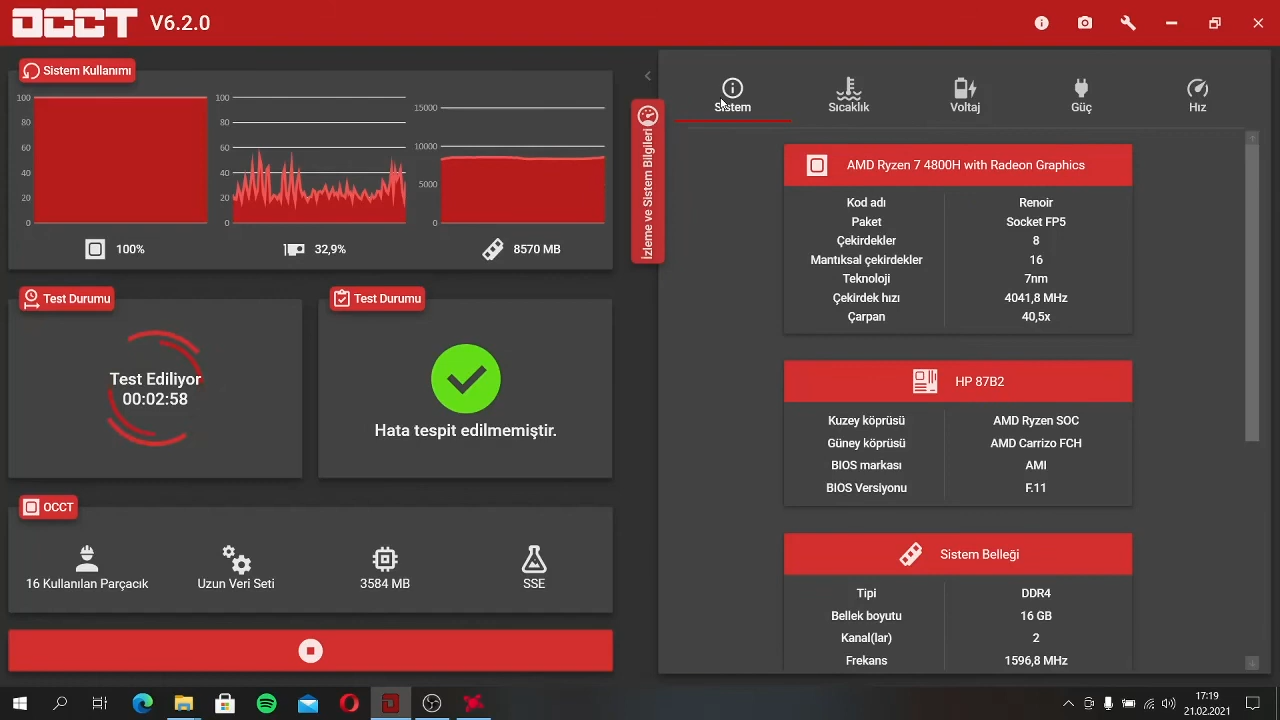 OCCT V6.2.0
Sistem Kullanımı
100
80
60
40
20
0
100%
100
80
60
40
20
0
32,9%
15000
10000
5000
0
8570 MB
Test Durumu
Test Ediliyor
00:02:58
Test Durumu
Hata tespit edilmemiştir.
OCCT
16 Kullanılan Parçacık
Uzun Veri Seti
3584 MB
SSE
İzleme ve Sistem Bilgileri
Sistem
Sıcaklık
Voltaj
Güç
Hız
AMD Ryzen 7 4800H with Radeon Graphics
Kod adı Renoir
Paket Socket FP5
Çekirdekler 8
Mantıksal çekirdekler 16
Teknoloji 7nm
Çekirdek hızı 4041,8 MHz
Çarpan 40,5x
HP 87B2
Kuzey köprüsü AMD Ryzen SOC
Güney köprüsü AMD Carrizo FCH
BIOS markası AMI
BIOS Versiyonu F.11
Sistem Belleği
Tipi DDR4
Bellek boyutu 16 GB
Kanal(lar) 2
Frekans 1596,8 MHz
17:19
21.02.2021